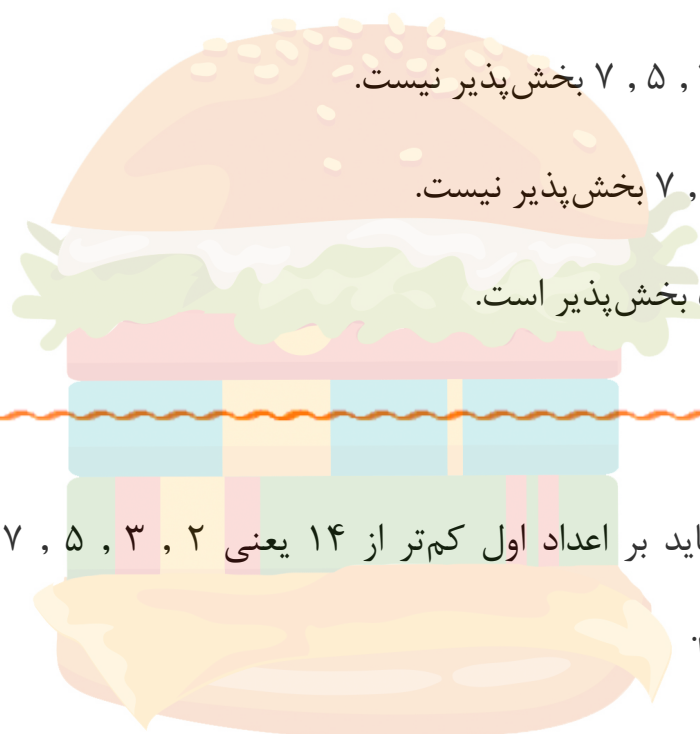 , ۵ , ۷ بخش‌پذیر نیست.
, ۷ بخش‌پذیر نیست.
بخش‌پذیر است.
بر اعداد اول کم‌تر از ۱۴ یعنی ۲ , ۳ , ۵ , ۷